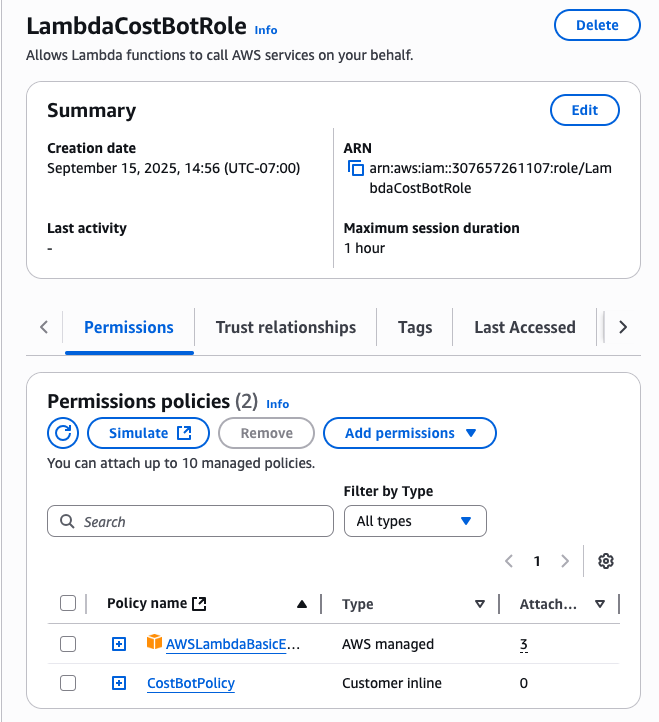 LambdaCostBotRole Info
Delete
Allows Lambda functions to call AWS services on your behalf.
Summary
Edit
Creation date
September 15, 2025, 14:56 (UTC-07:00)
ARN
arn:aws:iam::307657261107:role/Lam
bdaCostBotRole
Last activity
-
Maximum session duration
1 hour
Permissions
Trust relationships
Tags
Last Accessed
Permissions policies (2) Info
Simulate
Remove
Add permissions
You can attach up to 10 managed policies.
Filter by Type
Search
All types
1
Policy name
Type
Attach...
AWSLambdaBasicE...
AWS managed
3
CostBotPolicy
Customer inline
0